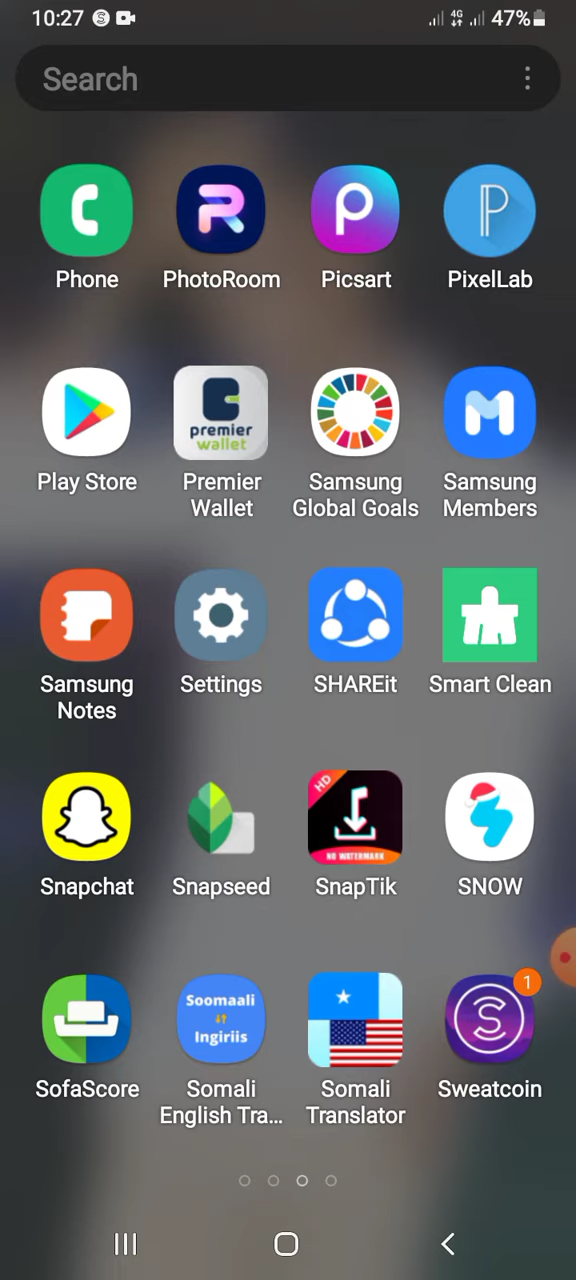 10:27 4G 47%
Search
Phone PhotoRoom Picsart PixelLab
premier
wallet
Play Store Premier Wallet Samsung Global Goals Samsung Members
Samsung Notes Settings SHAREit Smart Clean
HD
NO WATERMARK
Snapchat Snapseed SnapTik SNOW
1
Soomaali
Ingiriis
SofaScore Somali English Tra... Somali Translator Sweatcoin